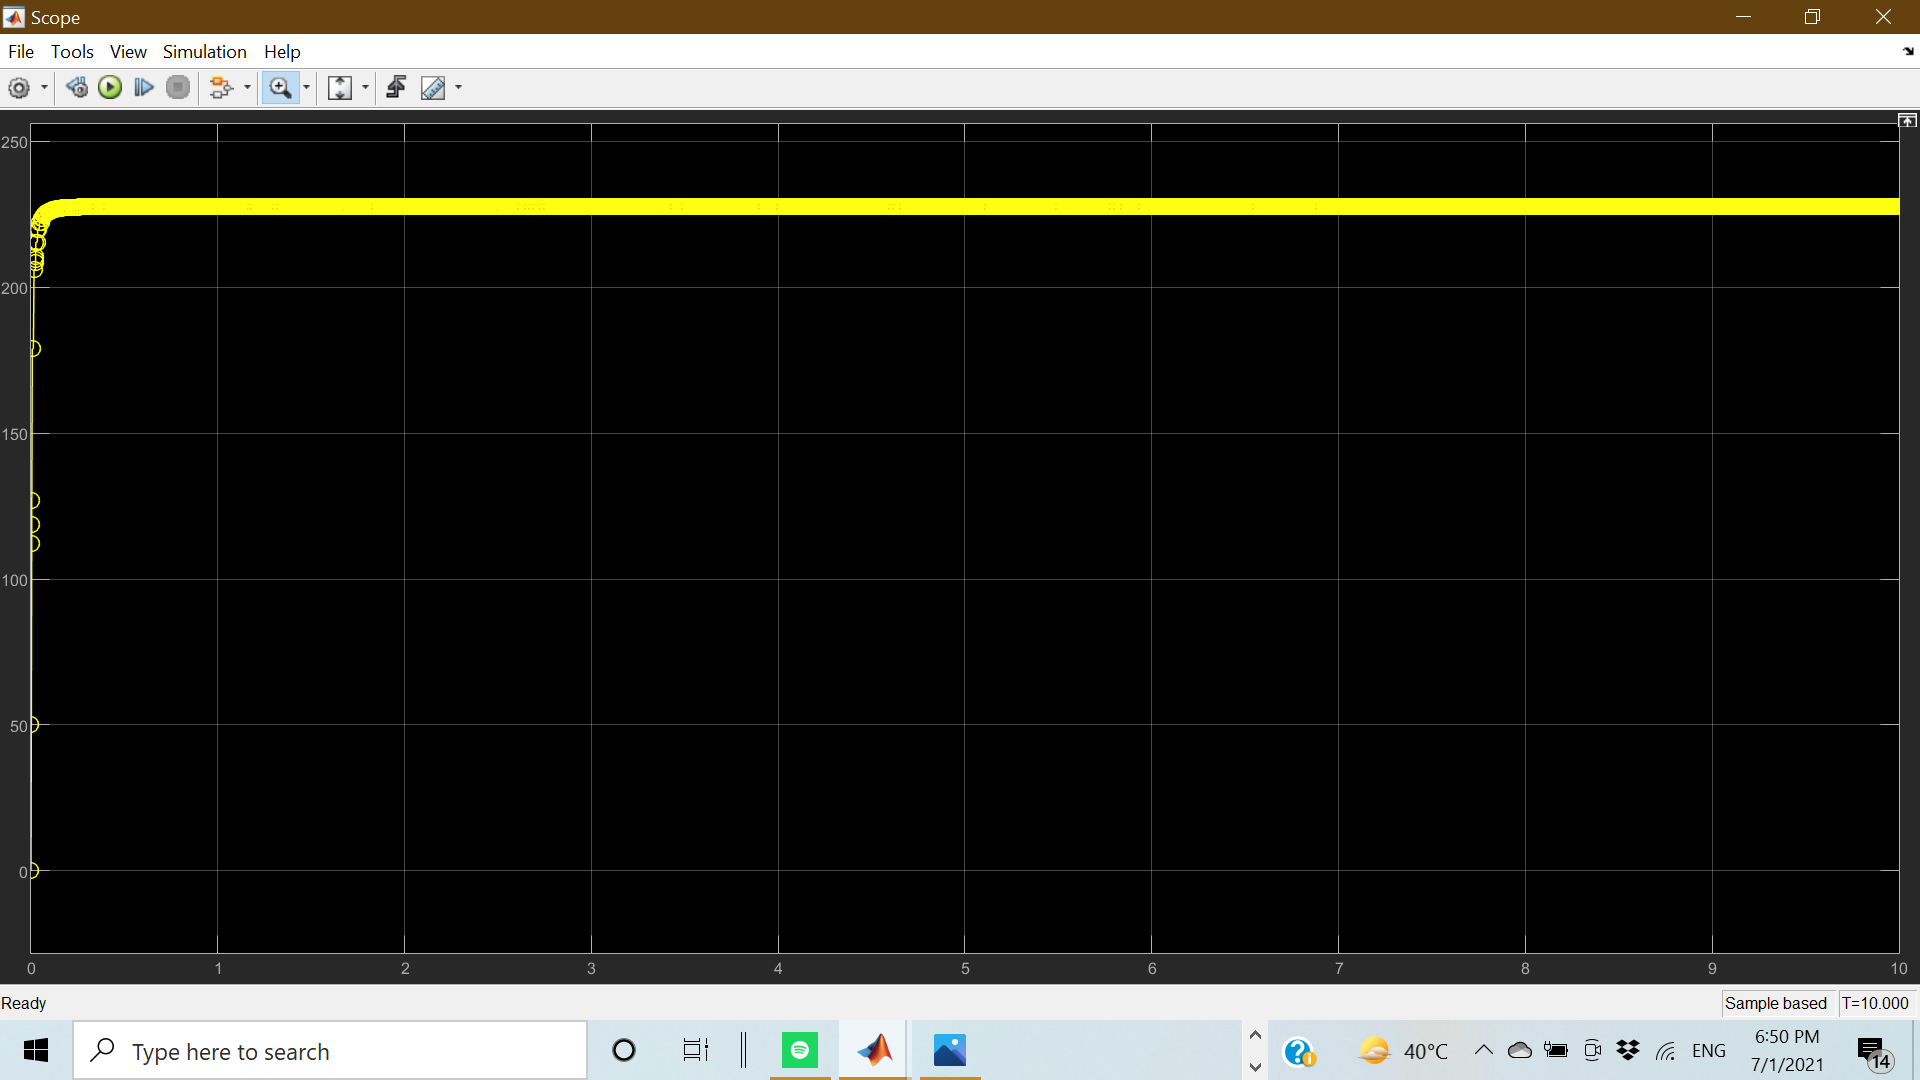 Scope
File Tools View Simulation Help
250
200
150
100
50
0
0 1 2 3 4 5 6 7 8 9 10
Ready
Sample based T=10.000
Type here to search
40°C
ENG
6:50 PM
7/1/2021
14